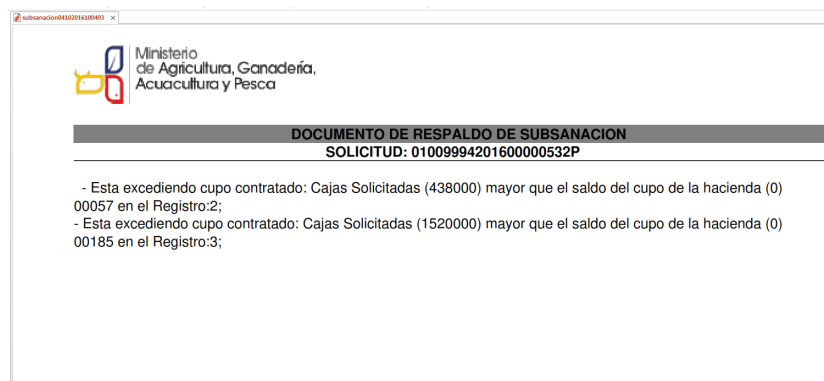 subsanacion04102016100403 ×
Ministerio
de Agricultura, Ganadería,
Acuacultura y Pesca
DOCUMENTO DE RESPALDO DE SUBSANACION
SOLICITUD: 01009994201600000532P
- Esta excediendo cupo contratado: Cajas Solicitadas (438000) mayor que el saldo del cupo de la hacienda (0)
00057 en el Registro:2;
- Esta excediendo cupo contratado: Cajas Solicitadas (1520000) mayor que el saldo del cupo de la hacienda (0)
00185 en el Registro:3;